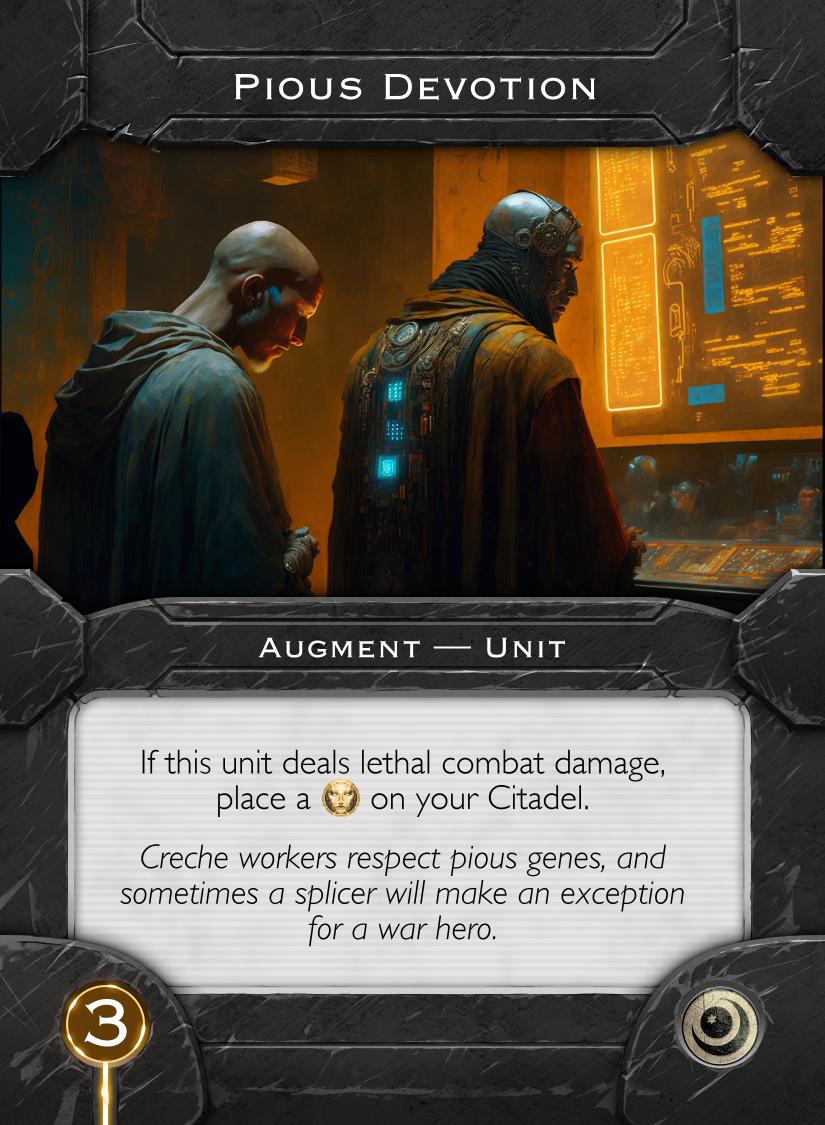 Pious Devotion
Augment — Unit
If this unit deals lethal combat damage,
place a on your Citadel.
Creche workers respect pious genes, and
sometimes a splicer will make an exception
for a war hero.
3